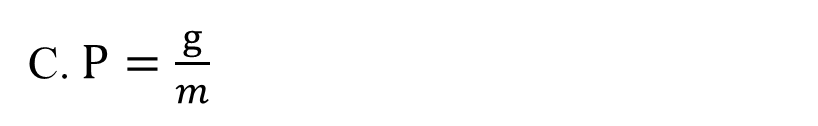 C. P = g/m